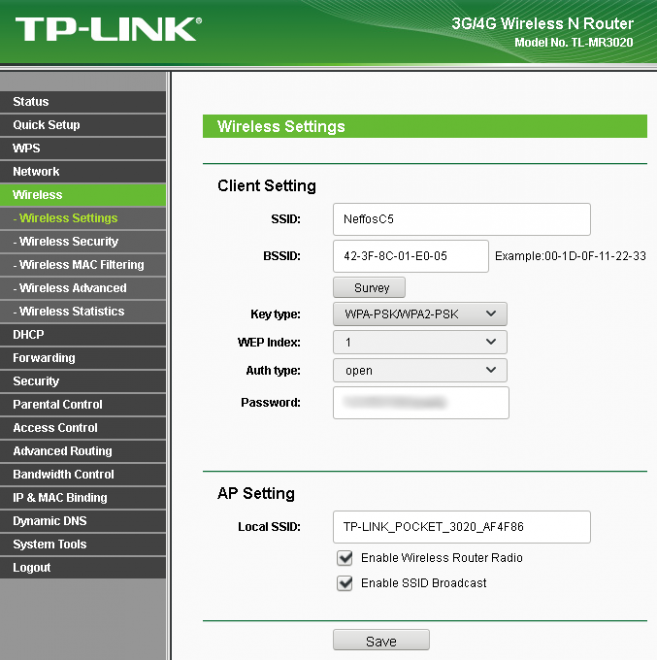 TP-LINK®
3G/4G Wireless N Router
Model No. TL-MR3020
Status
Quick Setup
WPS
Network
Wireless
- Wireless Settings
- Wireless Security
- Wireless MAC Filtering
- Wireless Advanced
- Wireless Statistics
DHCP
Forwarding
Security
Parental Control
Access Control
Advanced Routing
Bandwidth Control
IP & MAC Binding
Dynamic DNS
System Tools
Logout
Wireless Settings
Client Setting
SSID: NeffosC5
BSSID: 42-3F-8C-01-E0-05 Example:00-1D-0F-11-22-33
Survey
Key type: WPA-PSK/WPA2-PSK
WEP Index: 1
Auth type: open
Password:
AP Setting
Local SSID: TP-LINK_POCKET_3020_AF4F86
Enable Wireless Router Radio
Enable SSID Broadcast
Save